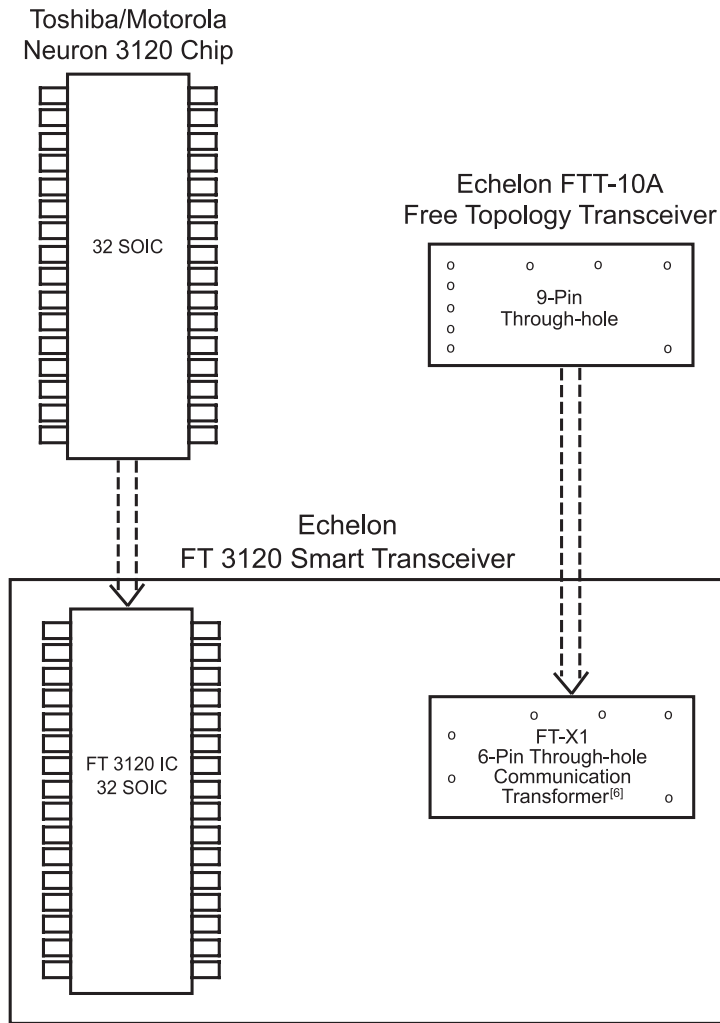 Toshiba/Motorola
Neuron 3120 Chip
32 SOIC
Echelon FTT-10A
Free Topology Transceiver
9-Pin
Through-hole
Echelon
FT 3120 Smart Transceiver
FT 3120 IC
32 SOIC
FT-X1
6-Pin Through-hole
Communication
Transformer[6]